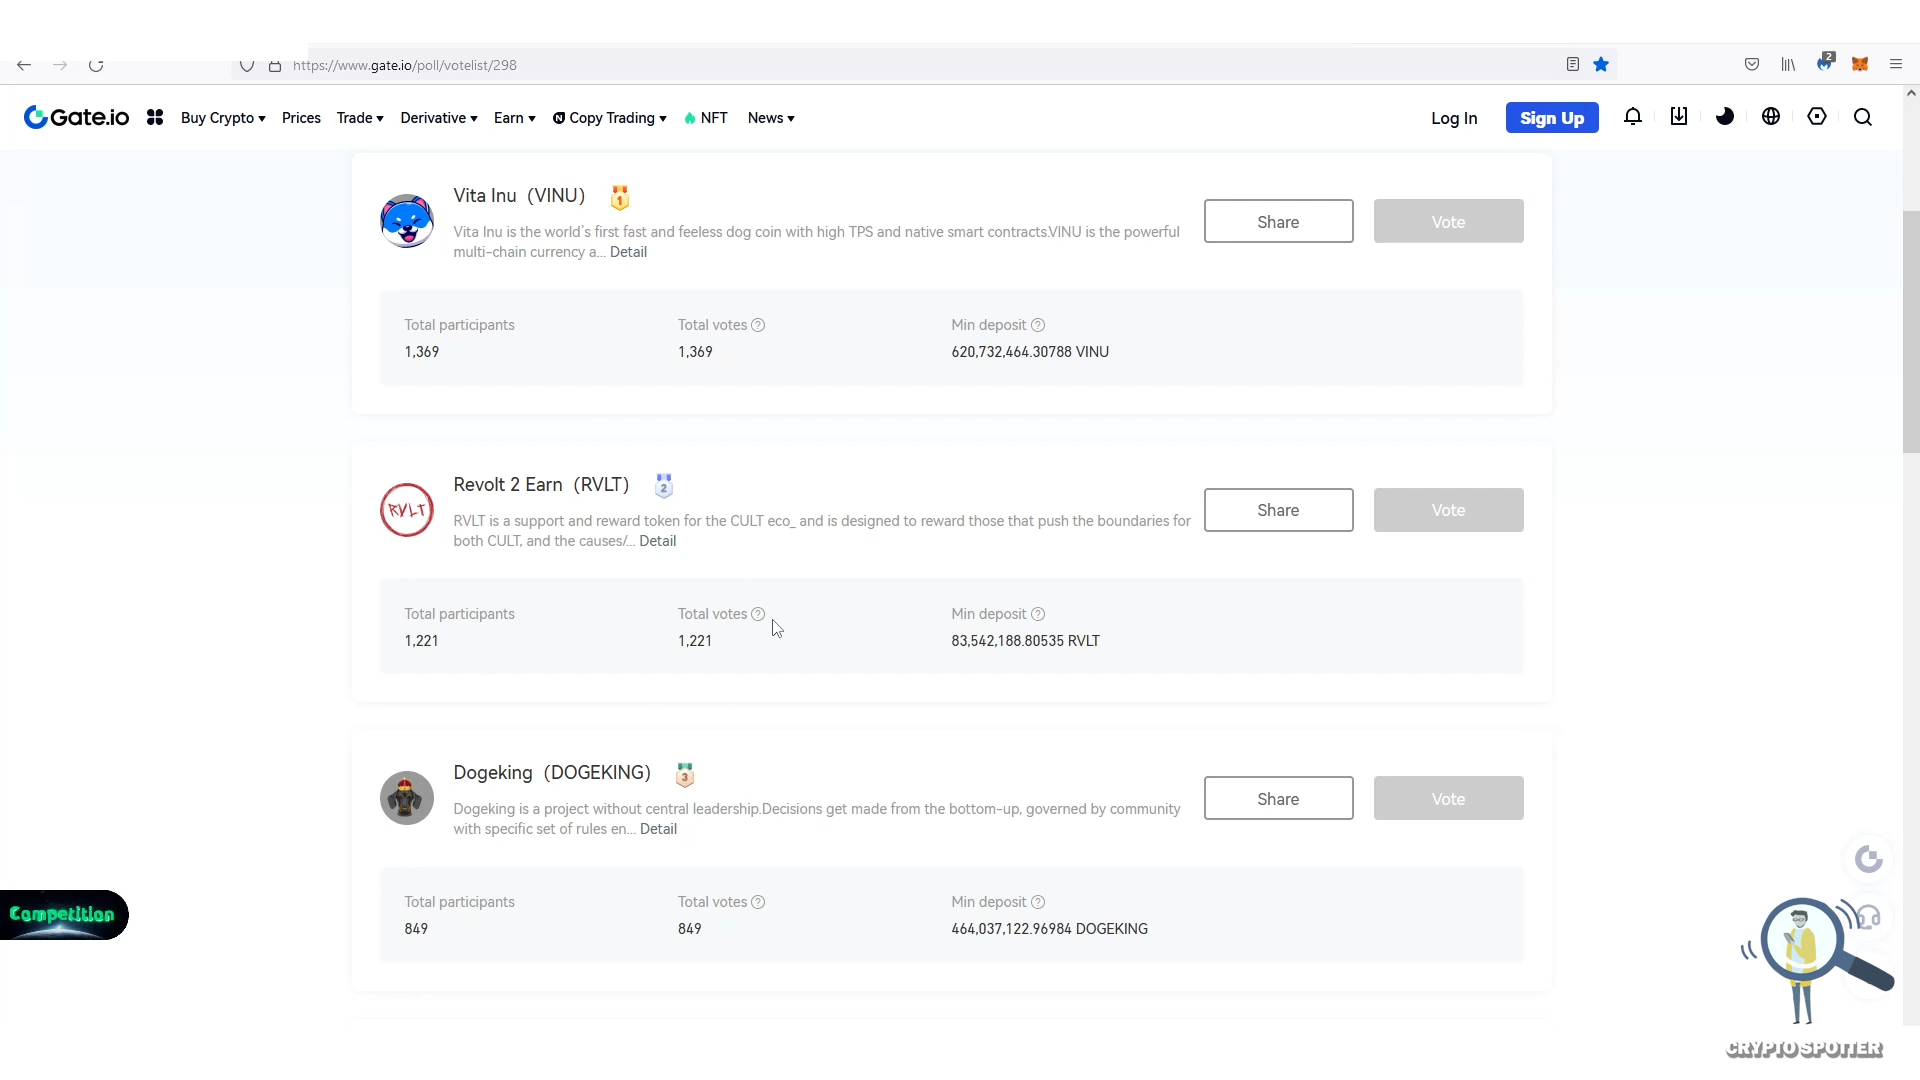 https://www.gate.io/poll/votelist/298
2
Gate.io Buy Crypto Prices Trade Derivative Earn Copy Trading NFT News Log In Sign Up
Vita Inu（VINU） 1
Vita Inu is the world's first fast and feeless dog coin with high TPS and native smart contracts.VINU is the powerful
multi-chain currency a... Detail
Share Vote
Total participants Total votes ? Min deposit ?
1,369 1,369 620,732,464.30788 VINU
RVLT
Revolt 2 Earn（RVLT） 2
RVLT is a support and reward token for the CULT eco_ and is designed to reward those that push the boundaries for
both CULT, and the causes/... Detail
Share Vote
Total participants Total votes ? Min deposit ?
1,221 1,221 83,542,188.80535 RVLT
Dogeking（DOGEKING） 3
Dogeking is a project without central leadership.Decisions get made from the bottom-up, governed by community
with specific set of rules en... Detail
Share Vote
Total participants Total votes ? Min deposit ?
849 849 464,037,122.96984 DOGEKING
Competition
CRYPTO SPOTTER